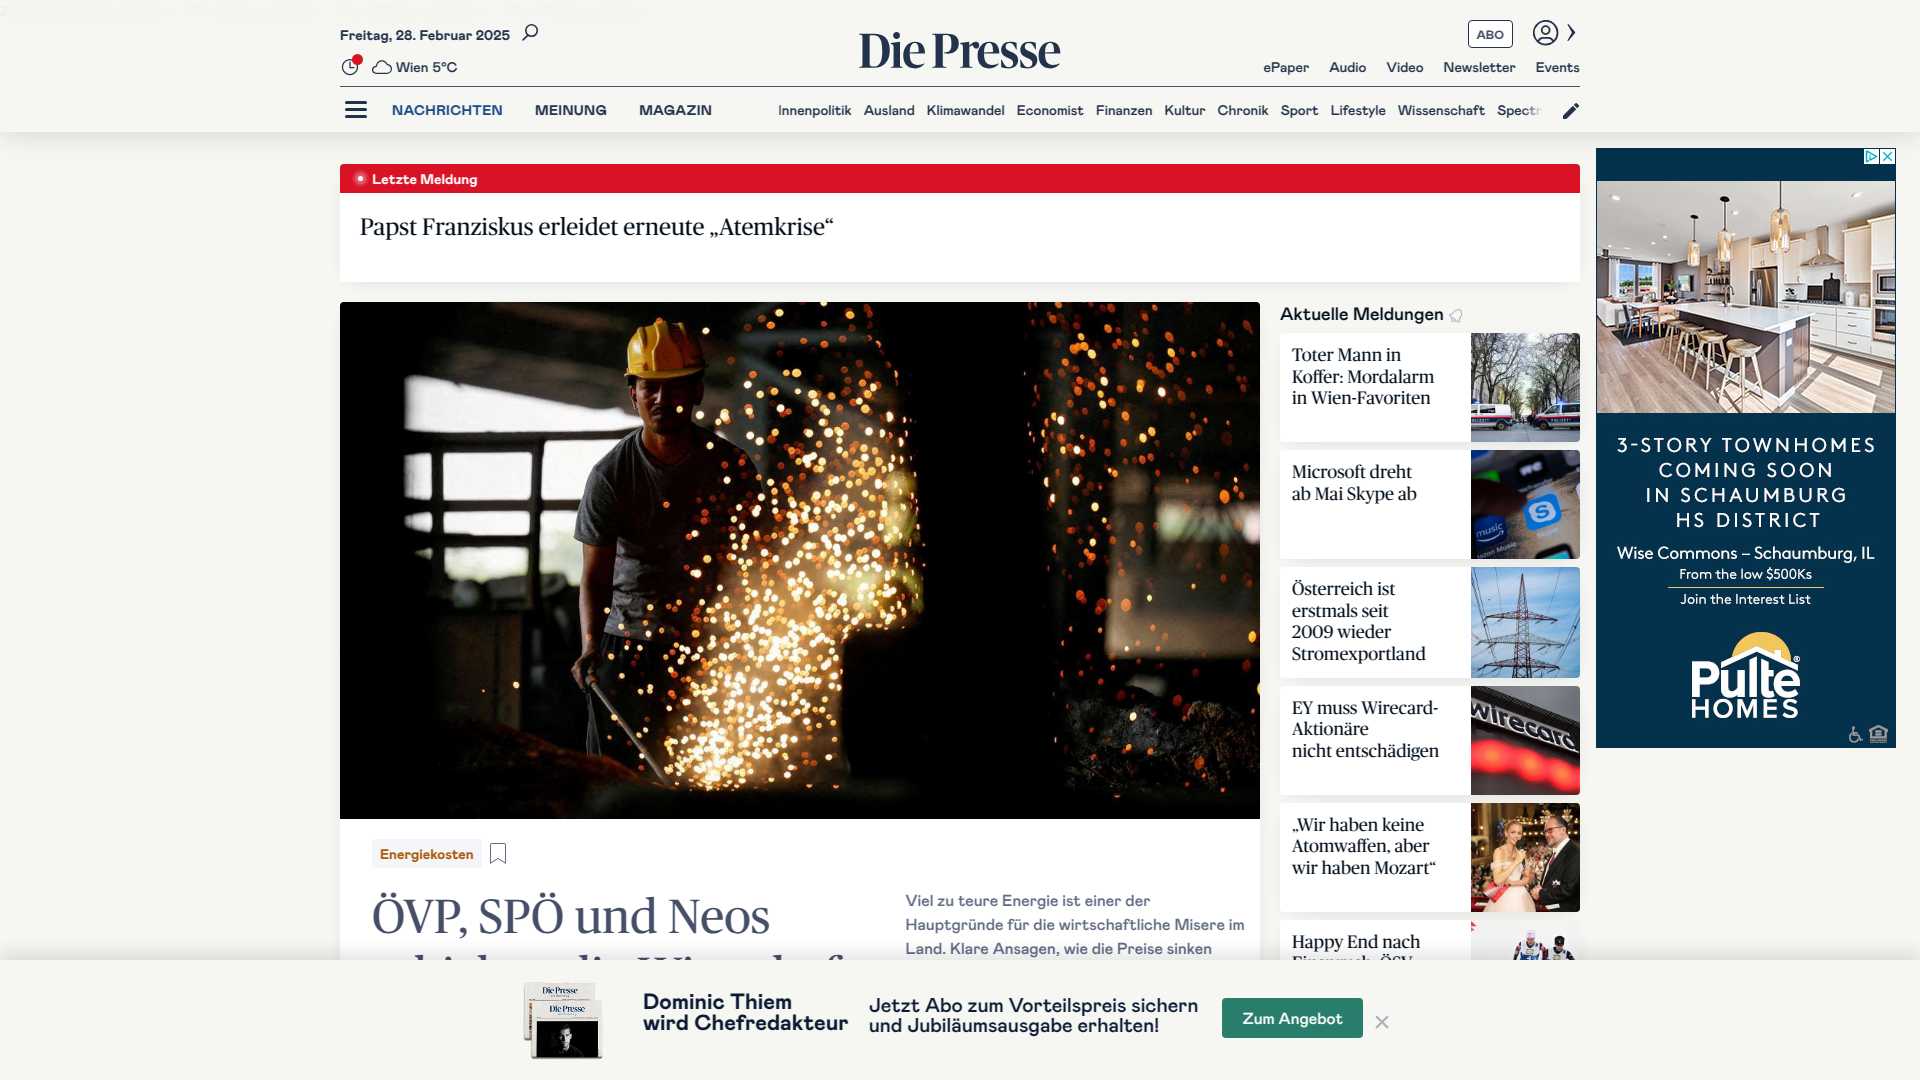 Freitag, 28. Februar 2025
Wien 5°C
Die Presse
ABO
ePaper Audio Video Newsletter Events
NACHRICHTEN MEINUNG MAGAZIN
Innenpolitik Ausland Klimawandel Economist Finanzen Kultur Chronik Sport Lifestyle Wissenschaft Spectr
Letzte Meldung
Papst Franziskus erleidet erneute „Atemkrise“
Energiekosten
ÖVP, SPÖ und Neos
Viel zu teure Energie ist einer der
Hauptgründe für die wirtschaftliche Misere im
Land. Klare Ansagen, wie die Preise sinken
Aktuelle Meldungen
Toter Mann in
Koffer: Mordalarm
in Wien-Favoriten
Microsoft dreht
ab Mai Skype ab
music
Österreich ist
erstmals seit
2009 wieder
Stromexportland
EY muss Wirecard-
Aktionäre
nicht entschädigen
wirecard
„Wir haben keine
Atomwaffen, aber
wir haben Mozart“
Happy End nach
3-STORY TOWNHOMES
COMING SOON
IN SCHAUMBURG
HS DISTRICT
Wise Commons – Schaumburg, IL
From the low $500Ks
Join the Interest List
Pulte®
HOMES
Die Presse
Die Presse
Dominic Thiem
wird Chefredakteur
Jetzt Abo zum Vorteilspreis sichern
und Jubiläumsausgabe erhalten!
Zum Angebot